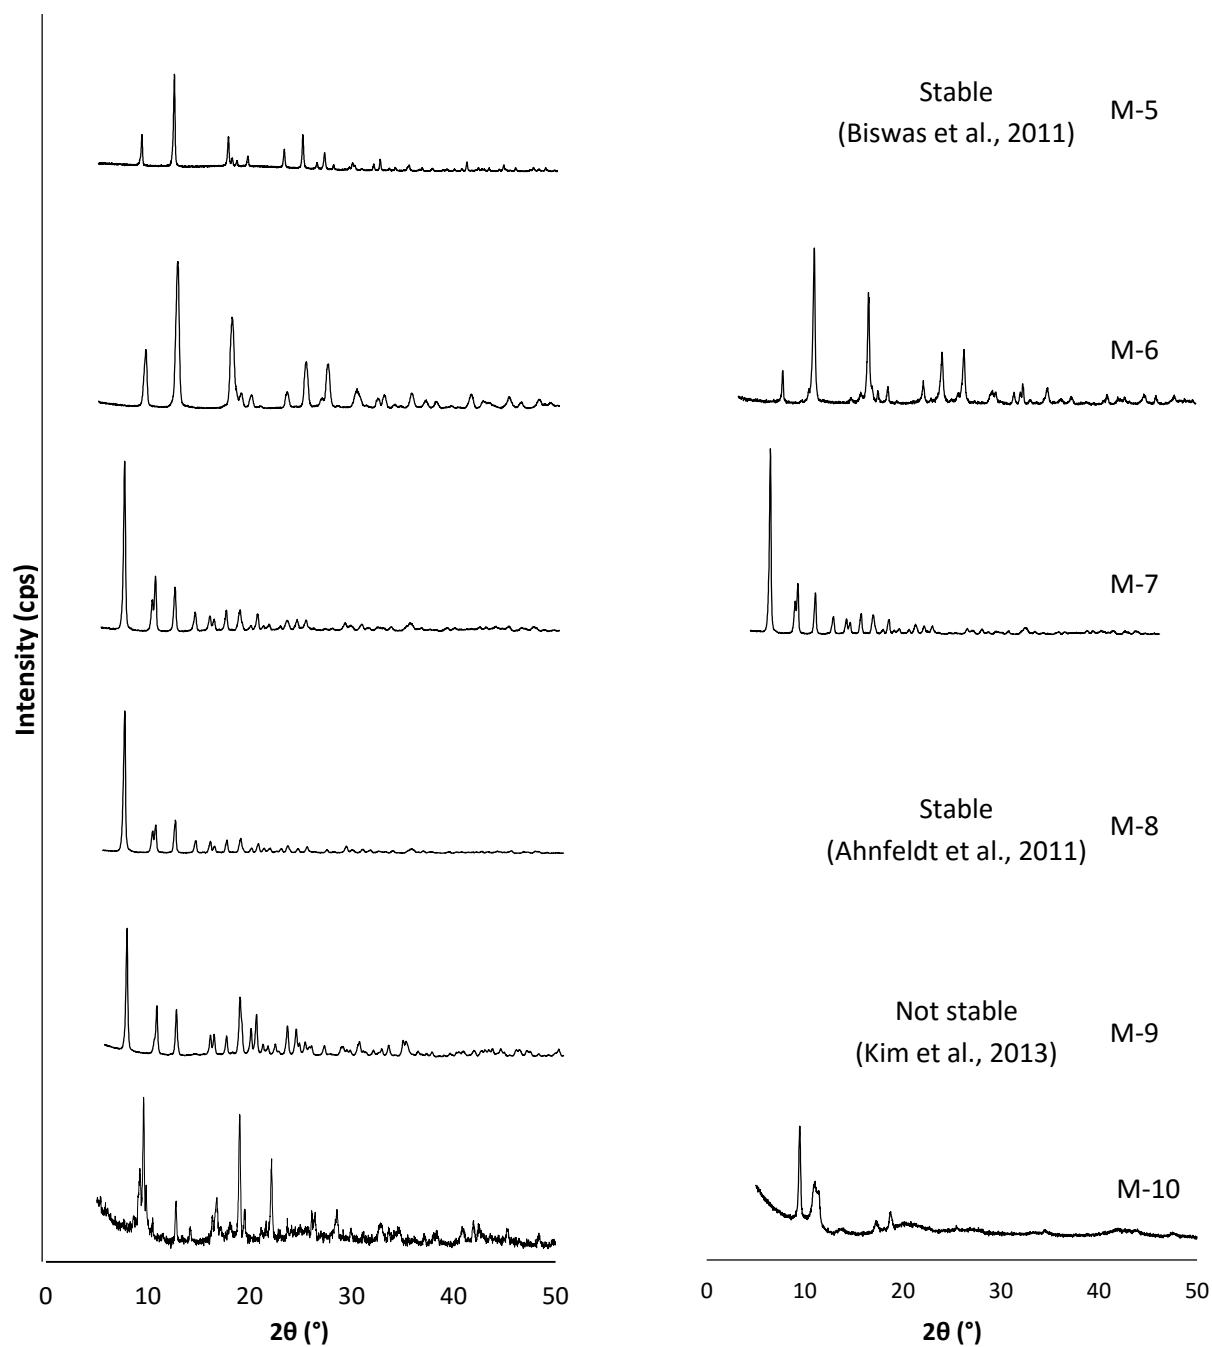 Stable
(Biswas et al., 2011)
M-5
M-6
M-7
Intensity (cps)
Stable
(Ahnfeldt et al., 2011)
M-8
Not stable
(Kim et al., 2013)
M-9
M-10
0 10 20 30 40 50
2θ (°)
0 10 20 30 40 50
2θ (°)